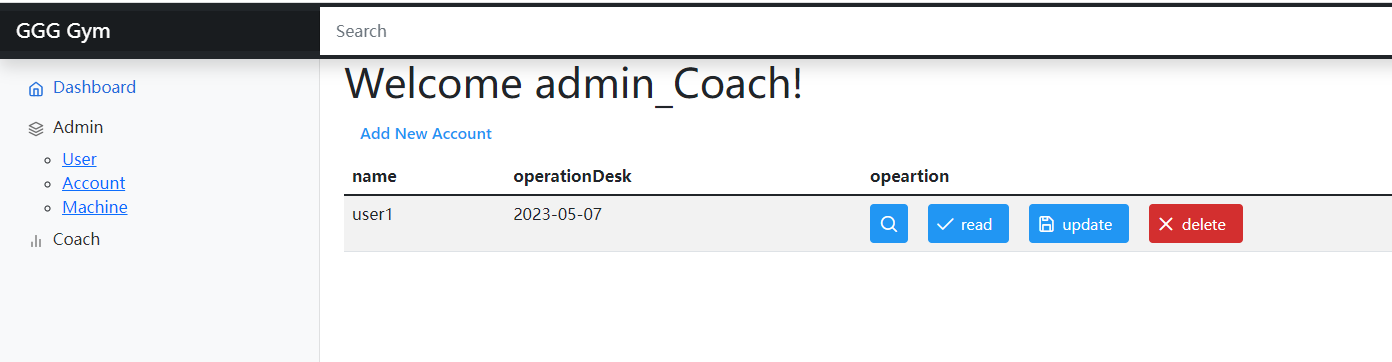 GGG Gym
Search
Dashboard
Admin
User
Account
Machine
Coach
Welcome admin_Coach!
Add New Account
name operationDesk opeartion
user1 2023-05-07 read update delete